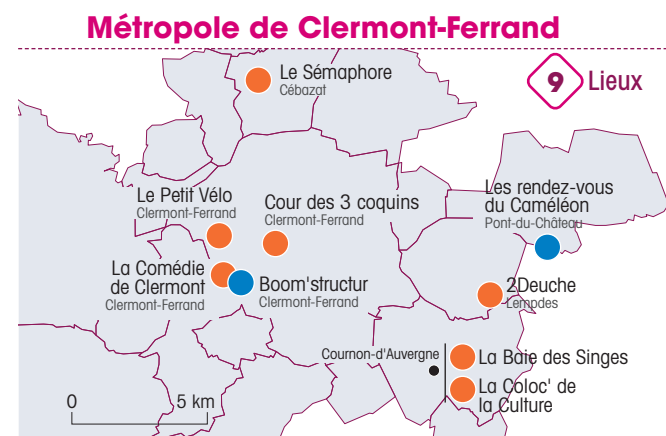 Métropole de Clermont-Ferrand
9 Lieux
Le Sémaphore
Cébazat
Le Petit Vélo
Clermont-Ferrand
Cour des 3 coquins
Clermont-Ferrand
Les rendez-vous
du Caméléon
Pont-du-Château
La Comédie
de Clermont
Clermont-Ferrand
Boom'structur
Clermont-Ferrand
2Deuche
Lempdes
Cournon-d'Auvergne
La Baie des Singes
La Coloc' de
la Culture
0 5 km